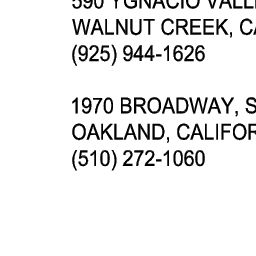 590 YGNACIO VALLE
WALNUT CREEK, CA
(925) 944-1626
1970 BROADWAY, S
OAKLAND, CALIFOR
(510) 272-1060